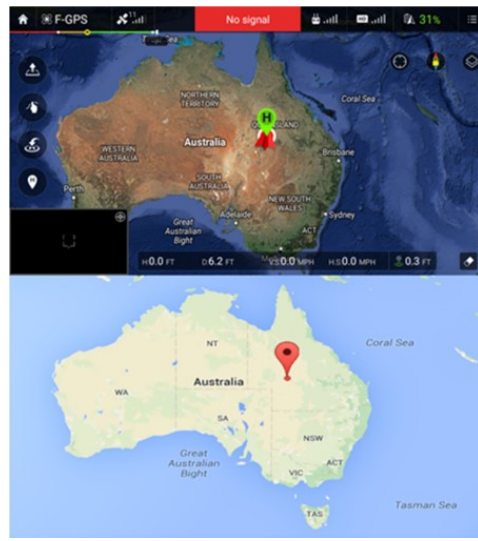 F-GPS 11 No signal HD 31%
Coral Sea
NORTHERN
TERRITORY
H
Australia
WESTERN
AUSTRALIA
Brisbane
SOUTH
AUSTRALIA
Perth
NEW SOUTH
WALES
Adelaide
Sydney
Great
Australian
Bight
ACT
H:0.0 FT D:6.2 FT V.S:0.0 MPH H.S:0.0 MPH 0.3 FT
NT
Coral Sea
Australia
WA
SA
NSW
Great
Australian
Bight
ACT
VIC
Tasman Sea
TAS